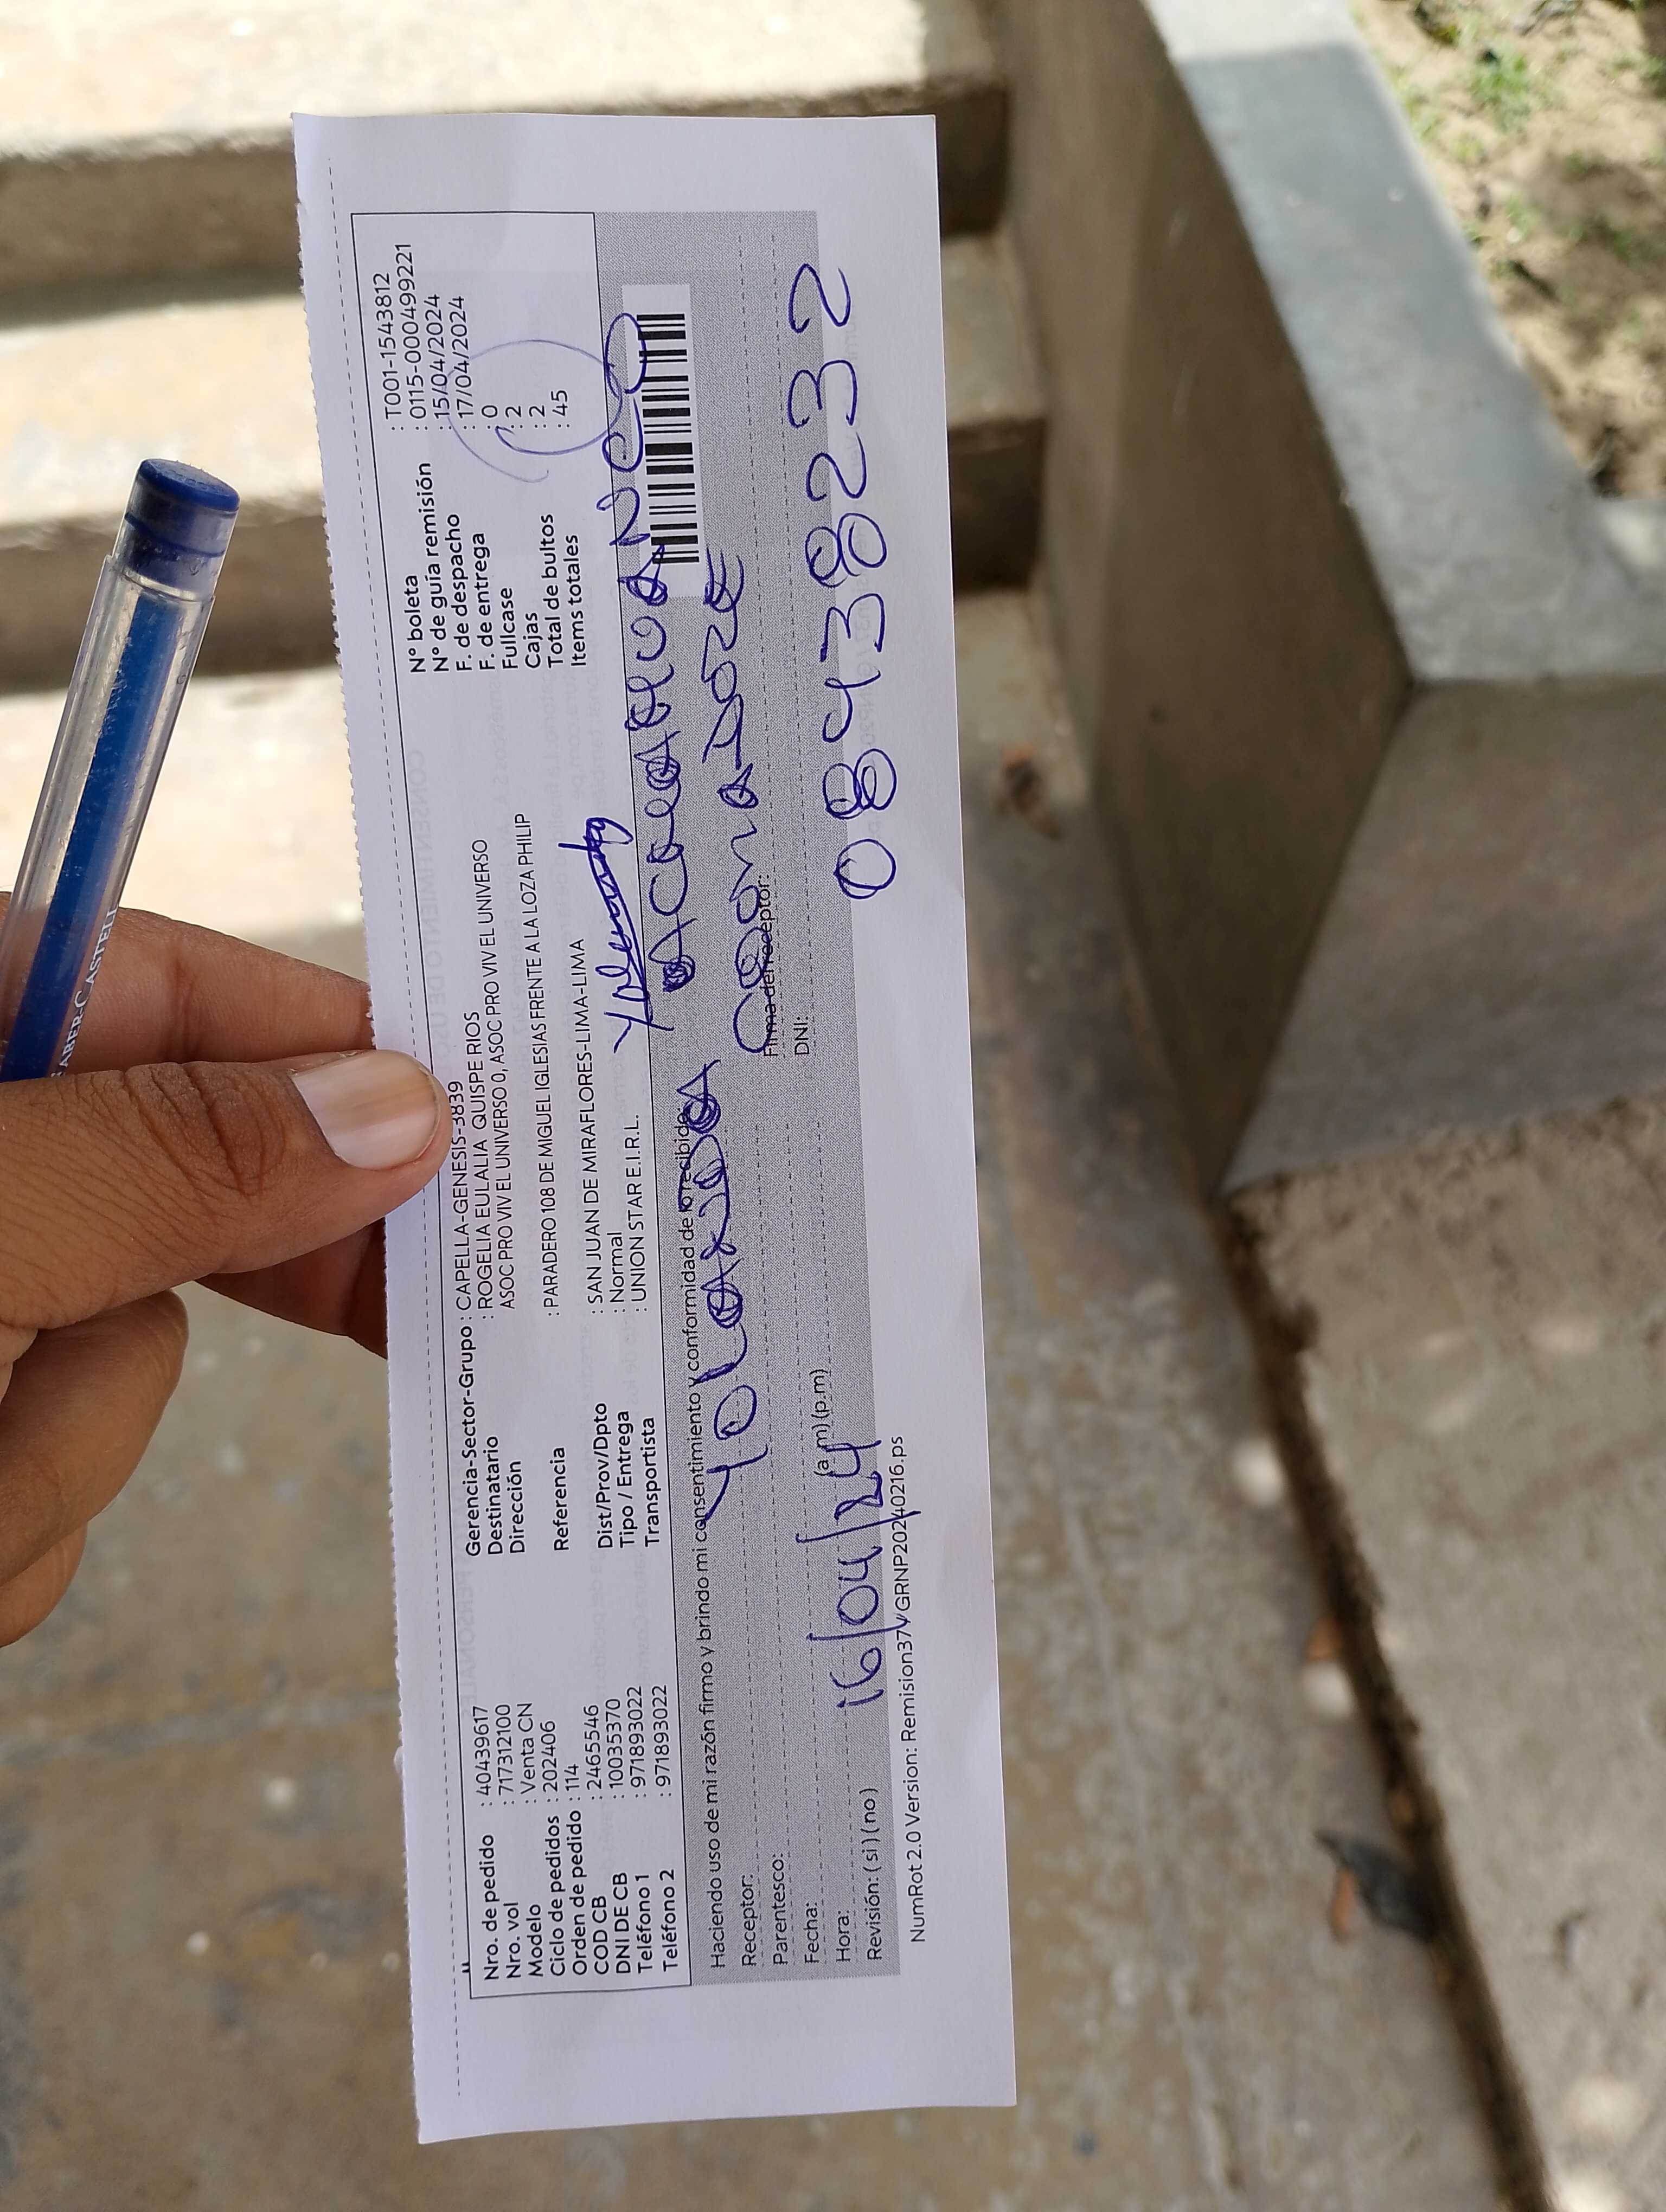 Nro. de pedido : 40439617
Nro. vol : 717312100
Modelo : Venta CN
Ciclo de pedidos : 202406
Orden de pedido : 114
COD CB : 2465546
DNI DE CB : 10035370
Teléfono 1 : 971893022
Teléfono 2 : 971893022
Gerencia-Sector-Grupo : CAPELLA-GENESIS-3839
Destinatario : ROGELIA EULALIA QUISPE RIOS
Dirección ASOC PRO VIV EL UNIVERSO 0, ASOC PRO VIV EL UNIVERSO
Referencia : PARADERO 108 DE MIGUEL IGLESIAS FRENTE A LA LOZA PHILIP
Dist/Prov/Dpto : SAN JUAN DE MIRAFLORES-LIMA-LIMA
Tipo / Entrega : Normal
Transportista : UNION STAR E.I.R.L.
N° boleta : T001-1543812
N° de guía remisión : 0115-0004499221
F. de despacho : 15/04/2024
F. de entrega : 17/04/2024
Fullcase : 0
Cajas : 2
Total de bultos : 2
Items totales : 45
Haciendo uso de mi razón firmo y brindo mi consentimiento y conformidad de lo recibido
Receptor:
Parentesco:
Firma del receptor:
Fecha: 16/04/24
DNI: 08438232
Hora: (a.m) (p.m)
Revisión: ( si ) ( no )
NumRot 2.0 Version: Remision37vGRNP20240216.ps
FABER-CASTELL